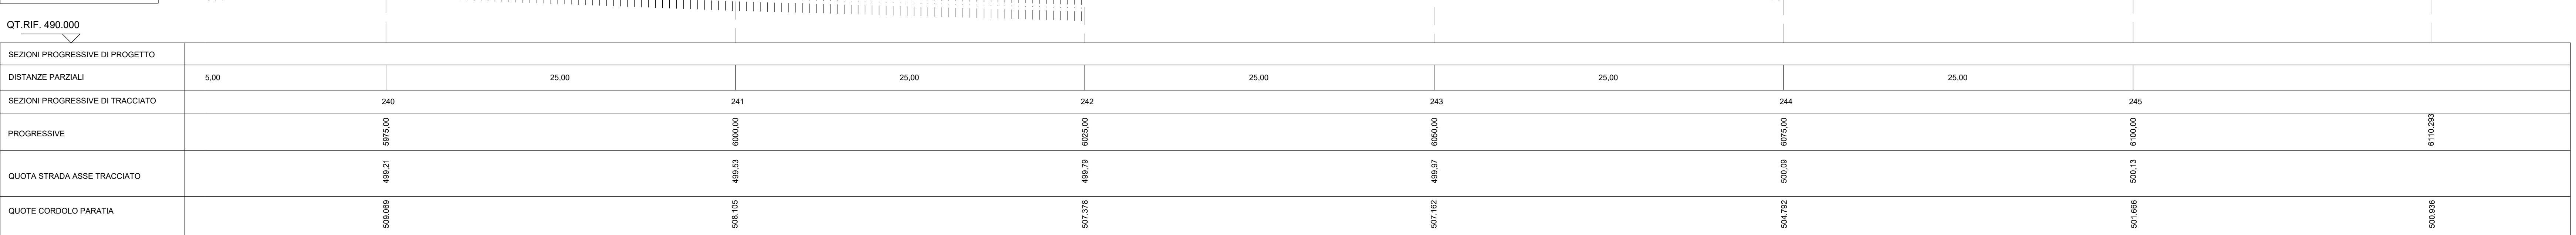 QT.RIF. 490.000
SEZIONI PROGRESSIVE DI PROGETTO
DISTANZE PARZIALI 5,00 25,00 25,00 25,00 25,00 25,00
SEZIONI PROGRESSIVE DI TRACCIATO 240 241 242 243 244 245
PROGRESSIVE 5975,00 6000,00 6025,00 6050,00 6075,00 6100,00 6110.293
QUOTA STRADA ASSE TRACCIATO 499,21 499,53 499,79 499,97 500,09 500,13
QUOTE CORDOLO PARATIA 509.069 508.105 507.378 507.162 504.792 501.666 500.936